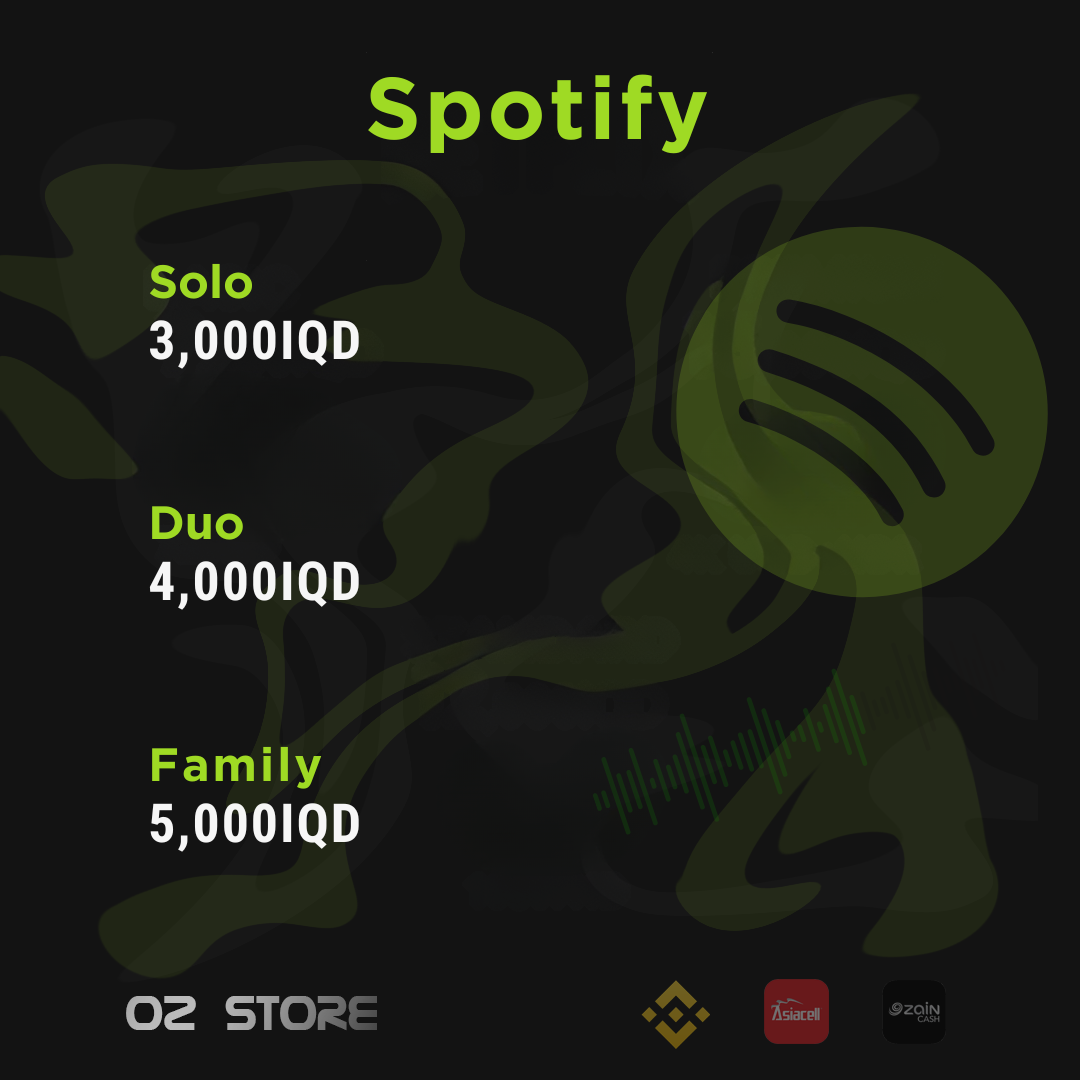 Spotify
Solo
3,000IQD
Duo
4,000IQD
Family
5,000IQD
OZ STORE
Asiacell
zain
CASH